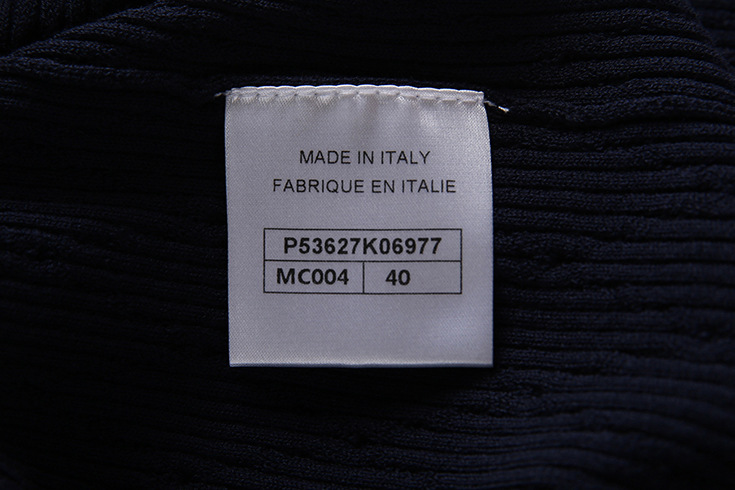 MADE IN ITALY
FABRIQUE EN ITALIE
P53627K06977
MC004 40